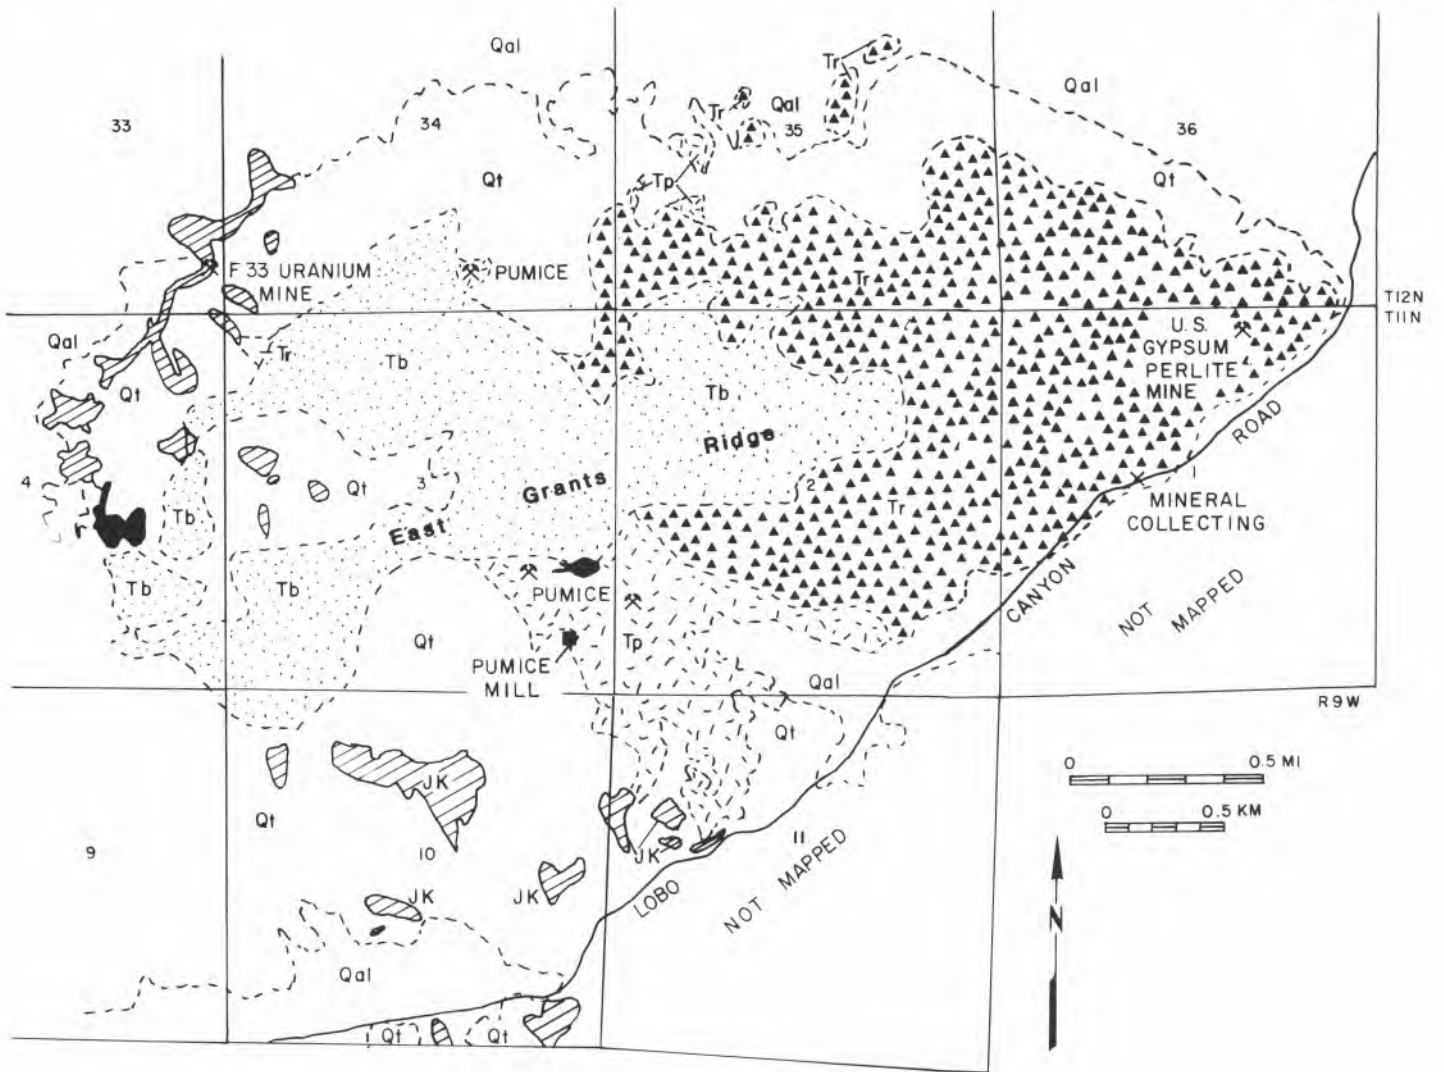 Qal
Tr
Qal
33
34
Tr
Qal
35
36
Qt
Tp
Qt
F 33 URANIUM
MINE
PUMICE
Tr
T12N
T11N
Qal
Tr
Tb
Qt
Tb
U. S.
GYPSUM
PERLITE
MINE
ROAD
Ridge
4
Qt
3
Grants
2
Tr
1
MINERAL
COLLECTING
Tb
East
Tb
Tb
PUMICE
CANYON
NOT MAPPED
Qt
Tp
PUMICE
MILL
Qal
R9W
Qt
0 0.5 MI
JK
0 0.5 KM
Qt
9
10
JK
11
NOT MAPPED
JK
JK
LOBO
N
Qal
Qt
Qt